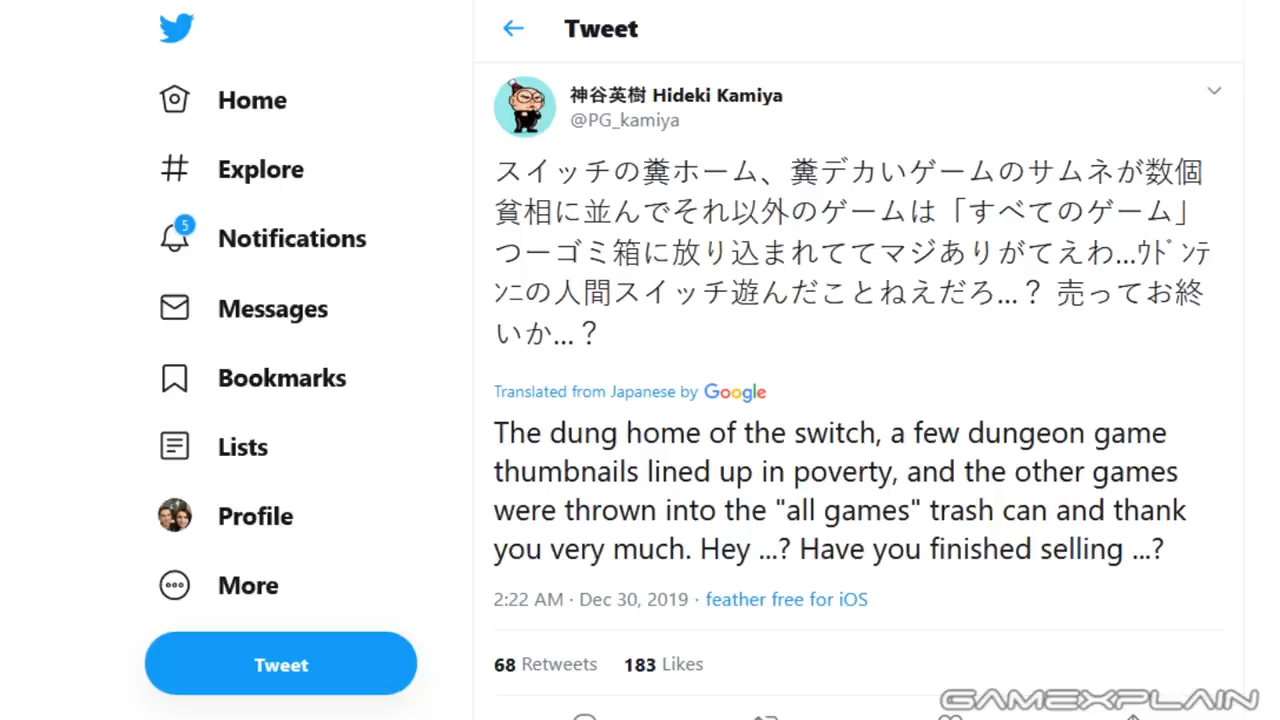 Tweet
Home
Explore
5
Notifications
Messages
Bookmarks
Lists
Profile
More
Tweet
神谷英樹 Hideki Kamiya
@PG_kamiya
スイッチの糞ホーム、糞デカいゲームのサムネが数個
貧相に並んでそれ以外のゲームは「すべてのゲーム」
つーゴミ箱に放り込まれててマジありがてえわ...ｳﾄﾞﾝﾃ
ﾝﾆの人間スイッチ遊んだことねえだろ...？ 売ってお終
いか...？
Translated from Japanese by Google
The dung home of the switch, a few dungeon game
thumbnails lined up in poverty, and the other games
were thrown into the "all games" trash can and thank
you very much. Hey ...? Have you finished selling ...?
2:22 AM · Dec 30, 2019 · feather free for iOS
68 Retweets 183 Likes
GAMEXPLAIN